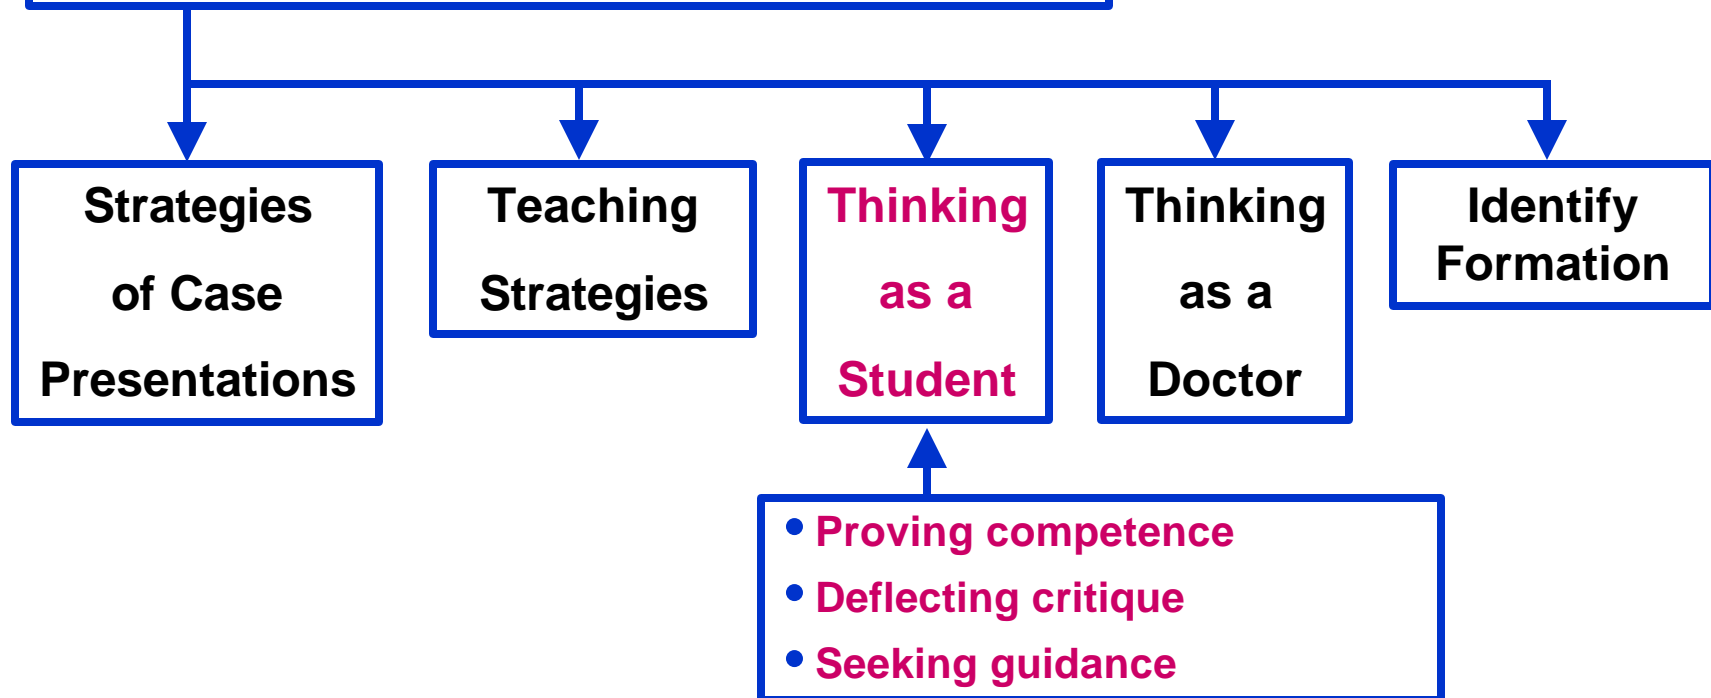 Strategies
of Case
Presentations
Teaching
Strategies
Thinking
as a
Student
Thinking
as a
Doctor
Identify
Formation
• Proving competence
• Deflecting critique
• Seeking guidance